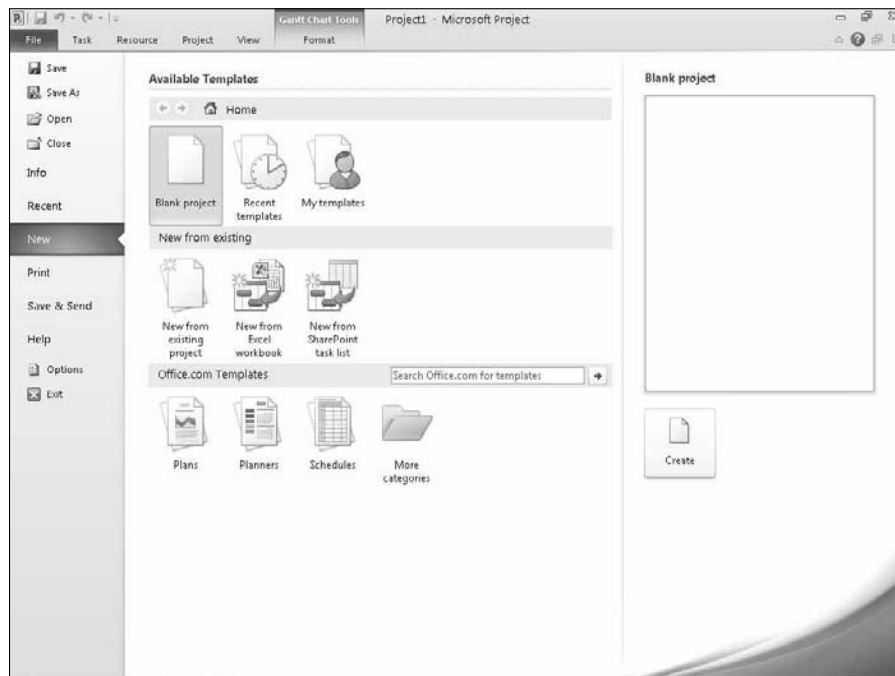 Gantt Chart Tools
Project1 - Microsoft Project
File Task Resource Project View Format
Save
Save As
Open
Close
Info
Recent
New
Print
Save & Send
Help
Options
Exit
Available Templates
Home
Blank project
Recent templates
My templates
New from existing
New from existing project
New from Excel workbook
New from SharePoint task list
Office.com Templates
Search Office.com for templates
Plans
Planners
Schedules
More categories
Blank project
Create